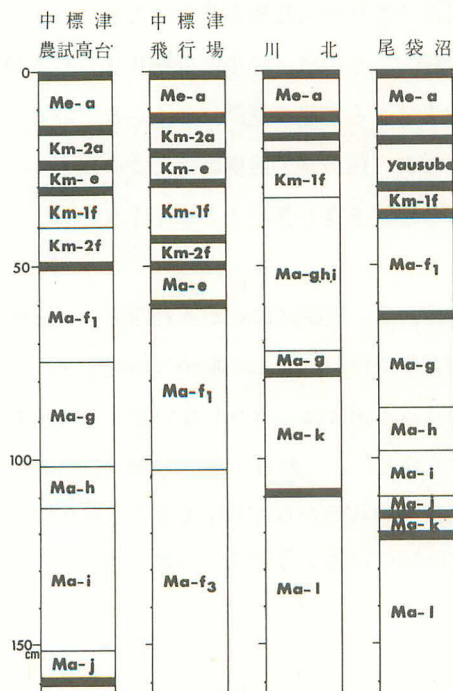 中標津
農試高台
中標津
飛行場
川北
尾袋沼
0
50
100
150
cm
Me-a
Km-2a
Km-e
Km-1f
Km-2f
Ma-f1
Ma-g
Ma-h
Ma-i
Ma-j
Me-a
Km-2a
Km-e
Km-1f
Km-2f
Ma-e
Ma-f1
Ma-f3
Me-a
Km-1f
Ma-ghi
Ma-g
Ma-k
Ma-l
Me-a
yausube
Km-1f
Ma-f1
Ma-g
Ma-h
Ma-i
Ma-j
Ma-k
Ma-l